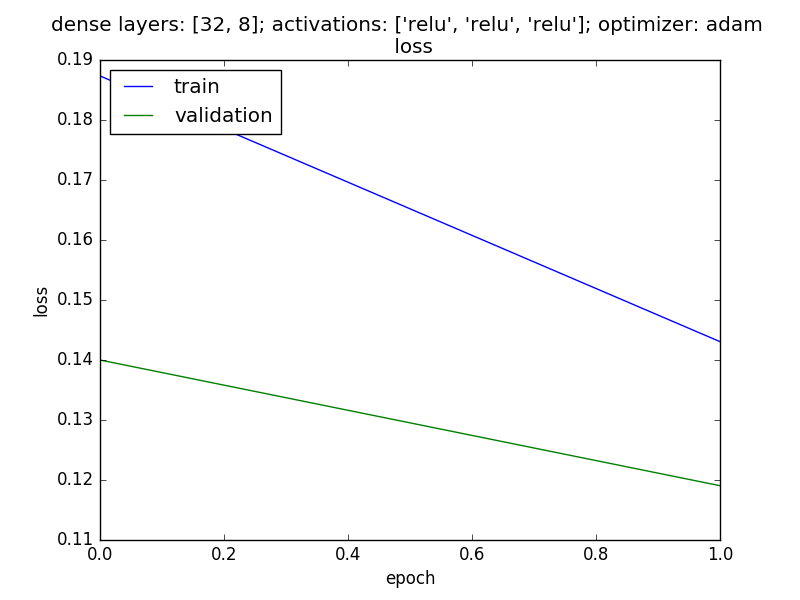 dense layers: [32, 8]; activations: ['relu', 'relu', 'relu']; optimizer: adam
loss
train
validation
0.19
0.18
0.17
0.16
0.15
0.14
0.13
0.12
0.11
loss
0.0 0.2 0.4 0.6 0.8 1.0
epoch